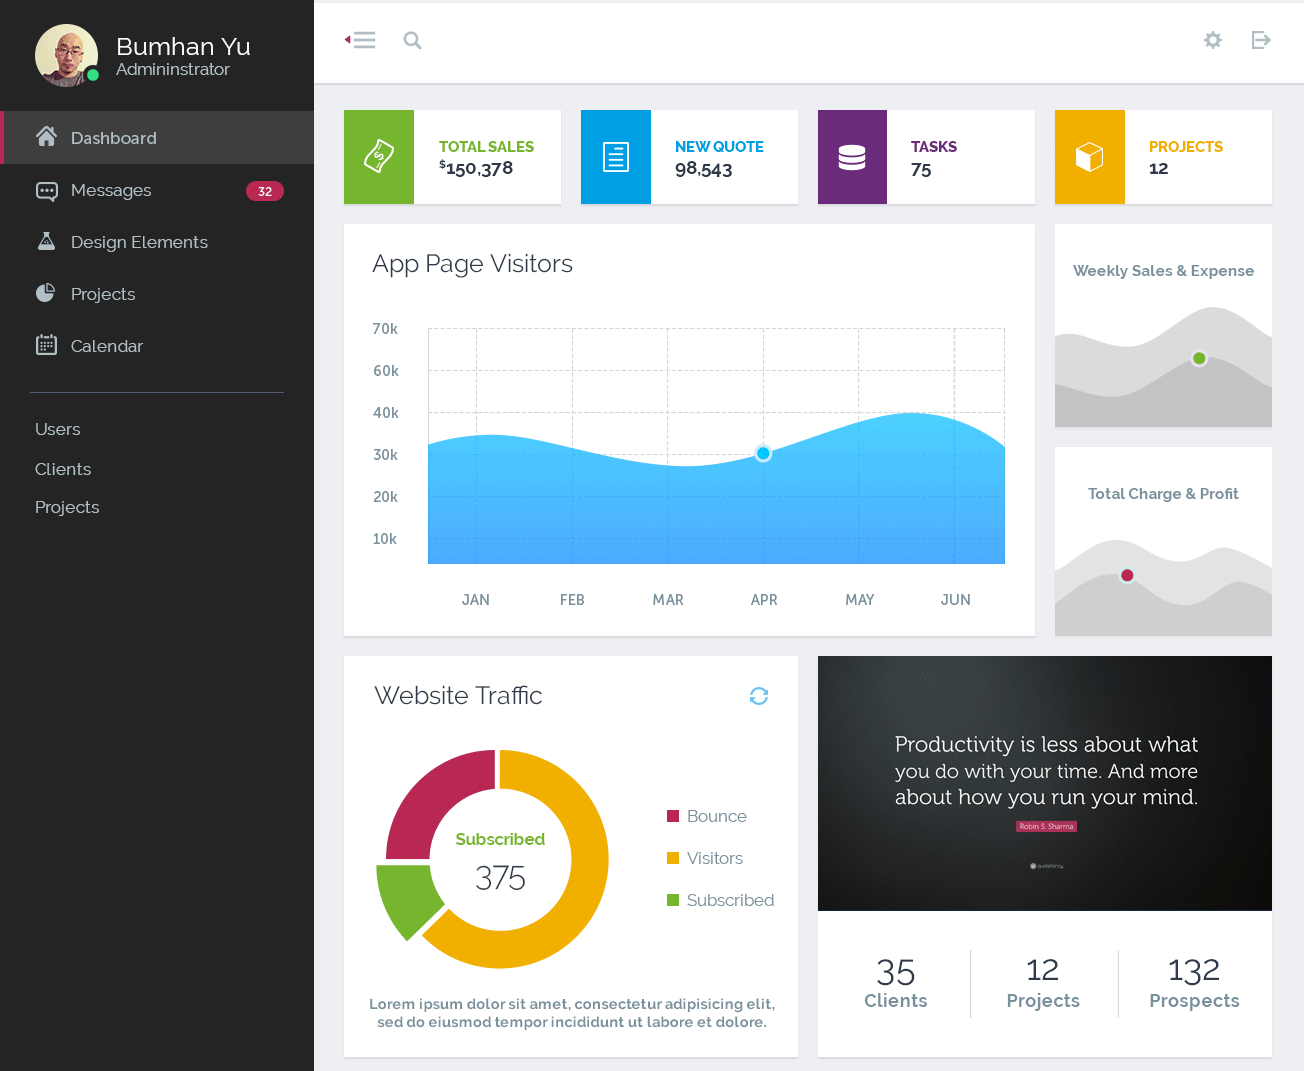 Bumhan Yu
Admininstrator
Dashboard
Messages
32
Design Elements
Projects
Calendar
Users
Clients
Projects
TOTAL SALES
$150,378
NEW QUOTE
98,543
TASKS
75
PROJECTS
12
App Page Visitors
70k
60k
40k
30k
20k
10k
JAN FEB MAR APR MAY JUN
Weekly Sales & Expense
Total Charge & Profit
Website Traffic
Subscribed
375
Bounce
Visitors
Subscribed
Lorem ipsum dolor sit amet, consectetur adipisicing elit,
sed do eiusmod tempor incididunt ut labore et dolore.
Productivity is less about what
you do with your time. And more
about how you run your mind.
Robin S. Sharma
quotefancy
35
Clients
12
Projects
132
Prospects